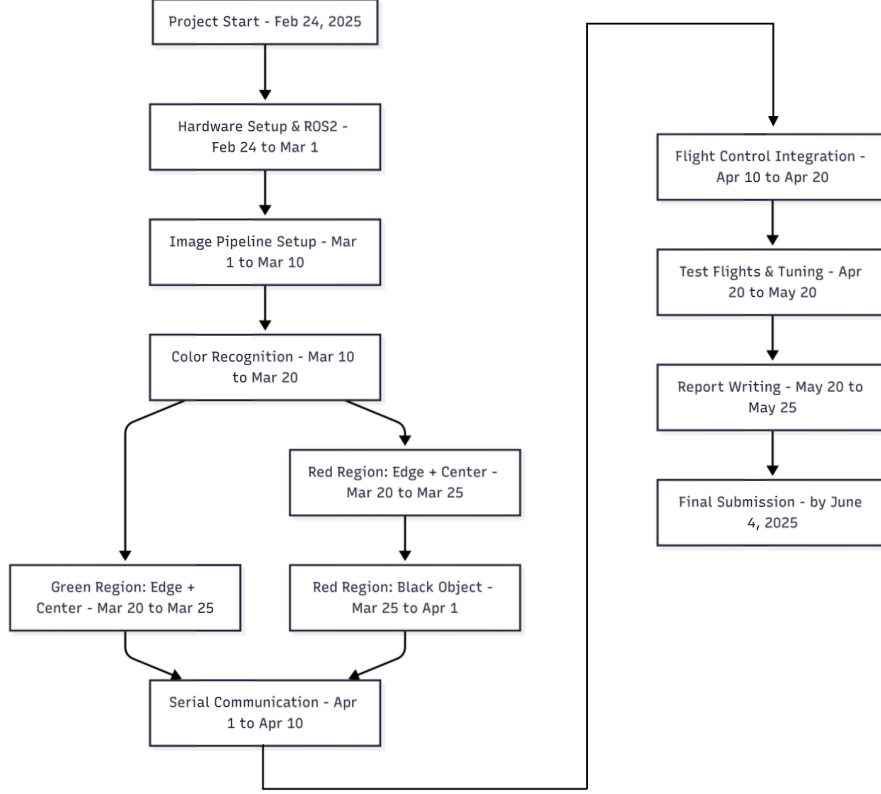 Project Start - Feb 24, 2025
Hardware Setup & ROS2 -
Feb 24 to Mar 1
Image Pipeline Setup - Mar
1 to Mar 10
Color Recognition - Mar 10
to Mar 20
Red Region: Edge + Center -
Mar 20 to Mar 25
Green Region: Edge +
Center - Mar 20 to Mar 25
Red Region: Black Object -
Mar 25 to Apr 1
Serial Communication - Apr
1 to Apr 10
Flight Control Integration -
Apr 10 to Apr 20
Test Flights & Tuning - Apr
20 to May 20
Report Writing - May 20 to
May 25
Final Submission - by June
4, 2025